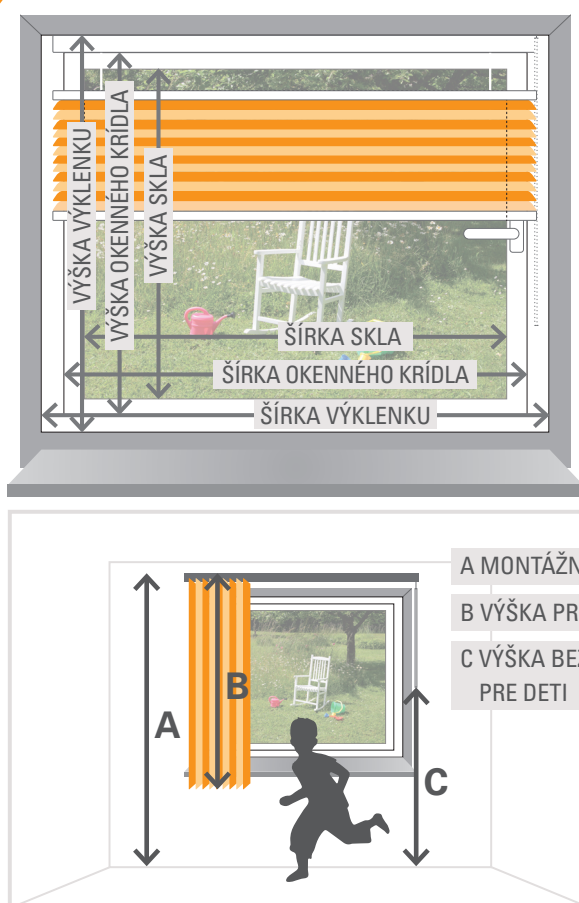 VÝŠKA VÝKLENKU
VÝŠKA OKENNÉHO KRÍDLA
VÝŠKA SKLA
ŠÍRKA SKLA
ŠÍRKA OKENNÉHO KRÍDLA
ŠÍRKA VÝKLENKU
A MONTÁŽN
B VÝŠKA PR
C VÝŠKA BEZ
PRE DETI
A
B
C